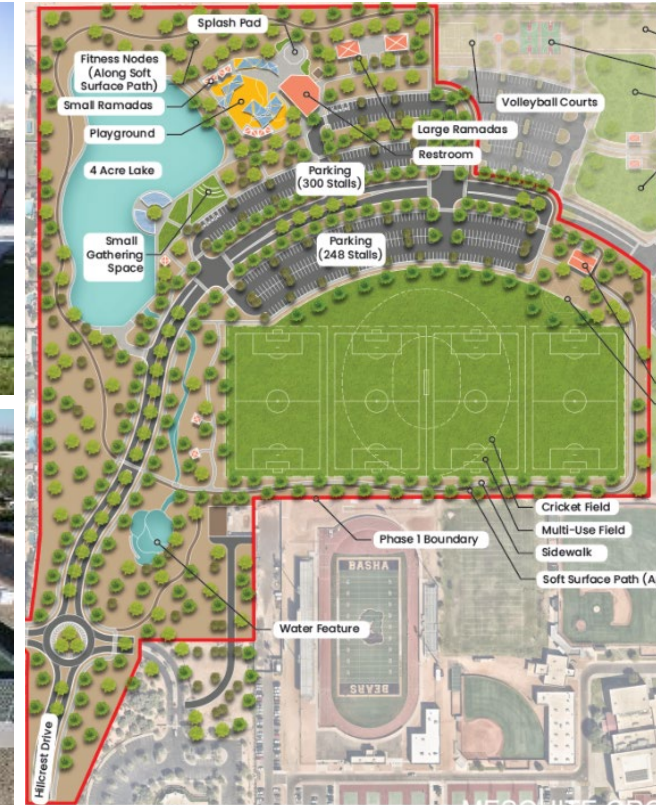 Splash Pad
Fitness Nodes
(Along Soft
Surface Path)
Small Ramadas
Playground
4 Acre Lake
Small
Gathering
Space
Volleyball Courts
Large Ramadas
Restroom
Parking
(300 Stalls)
Parking
(248 Stalls)
Cricket Field
Multi-Use Field
Sidewalk
Soft Surface Path (A
Phase 1 Boundary
Water Feature
BASHA
BEARS
Hillcrest Drive